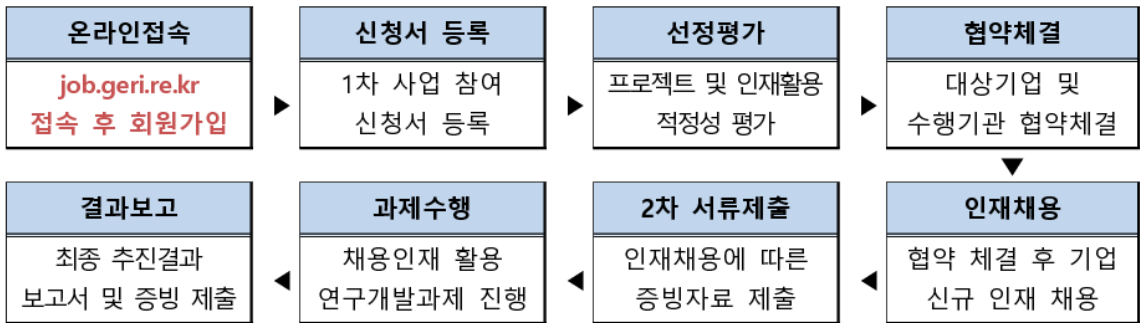 온라인접속
job.geri.re.kr
접속 후 회원가입
신청서 등록
1차 사업 참여
신청서 등록
선정평가
프로젝트 및 인재활용
적정성 평가
협약체결
대상기업 및
수행기관 협약체결
인재채용
협약 체결 후 기업
신규 인재 채용
2차 서류제출
인재채용에 따른
증빙자료 제출
과제수행
채용인재 활용
연구개발과제 진행
결과보고
최종 추진결과
보고서 및 증빙 제출